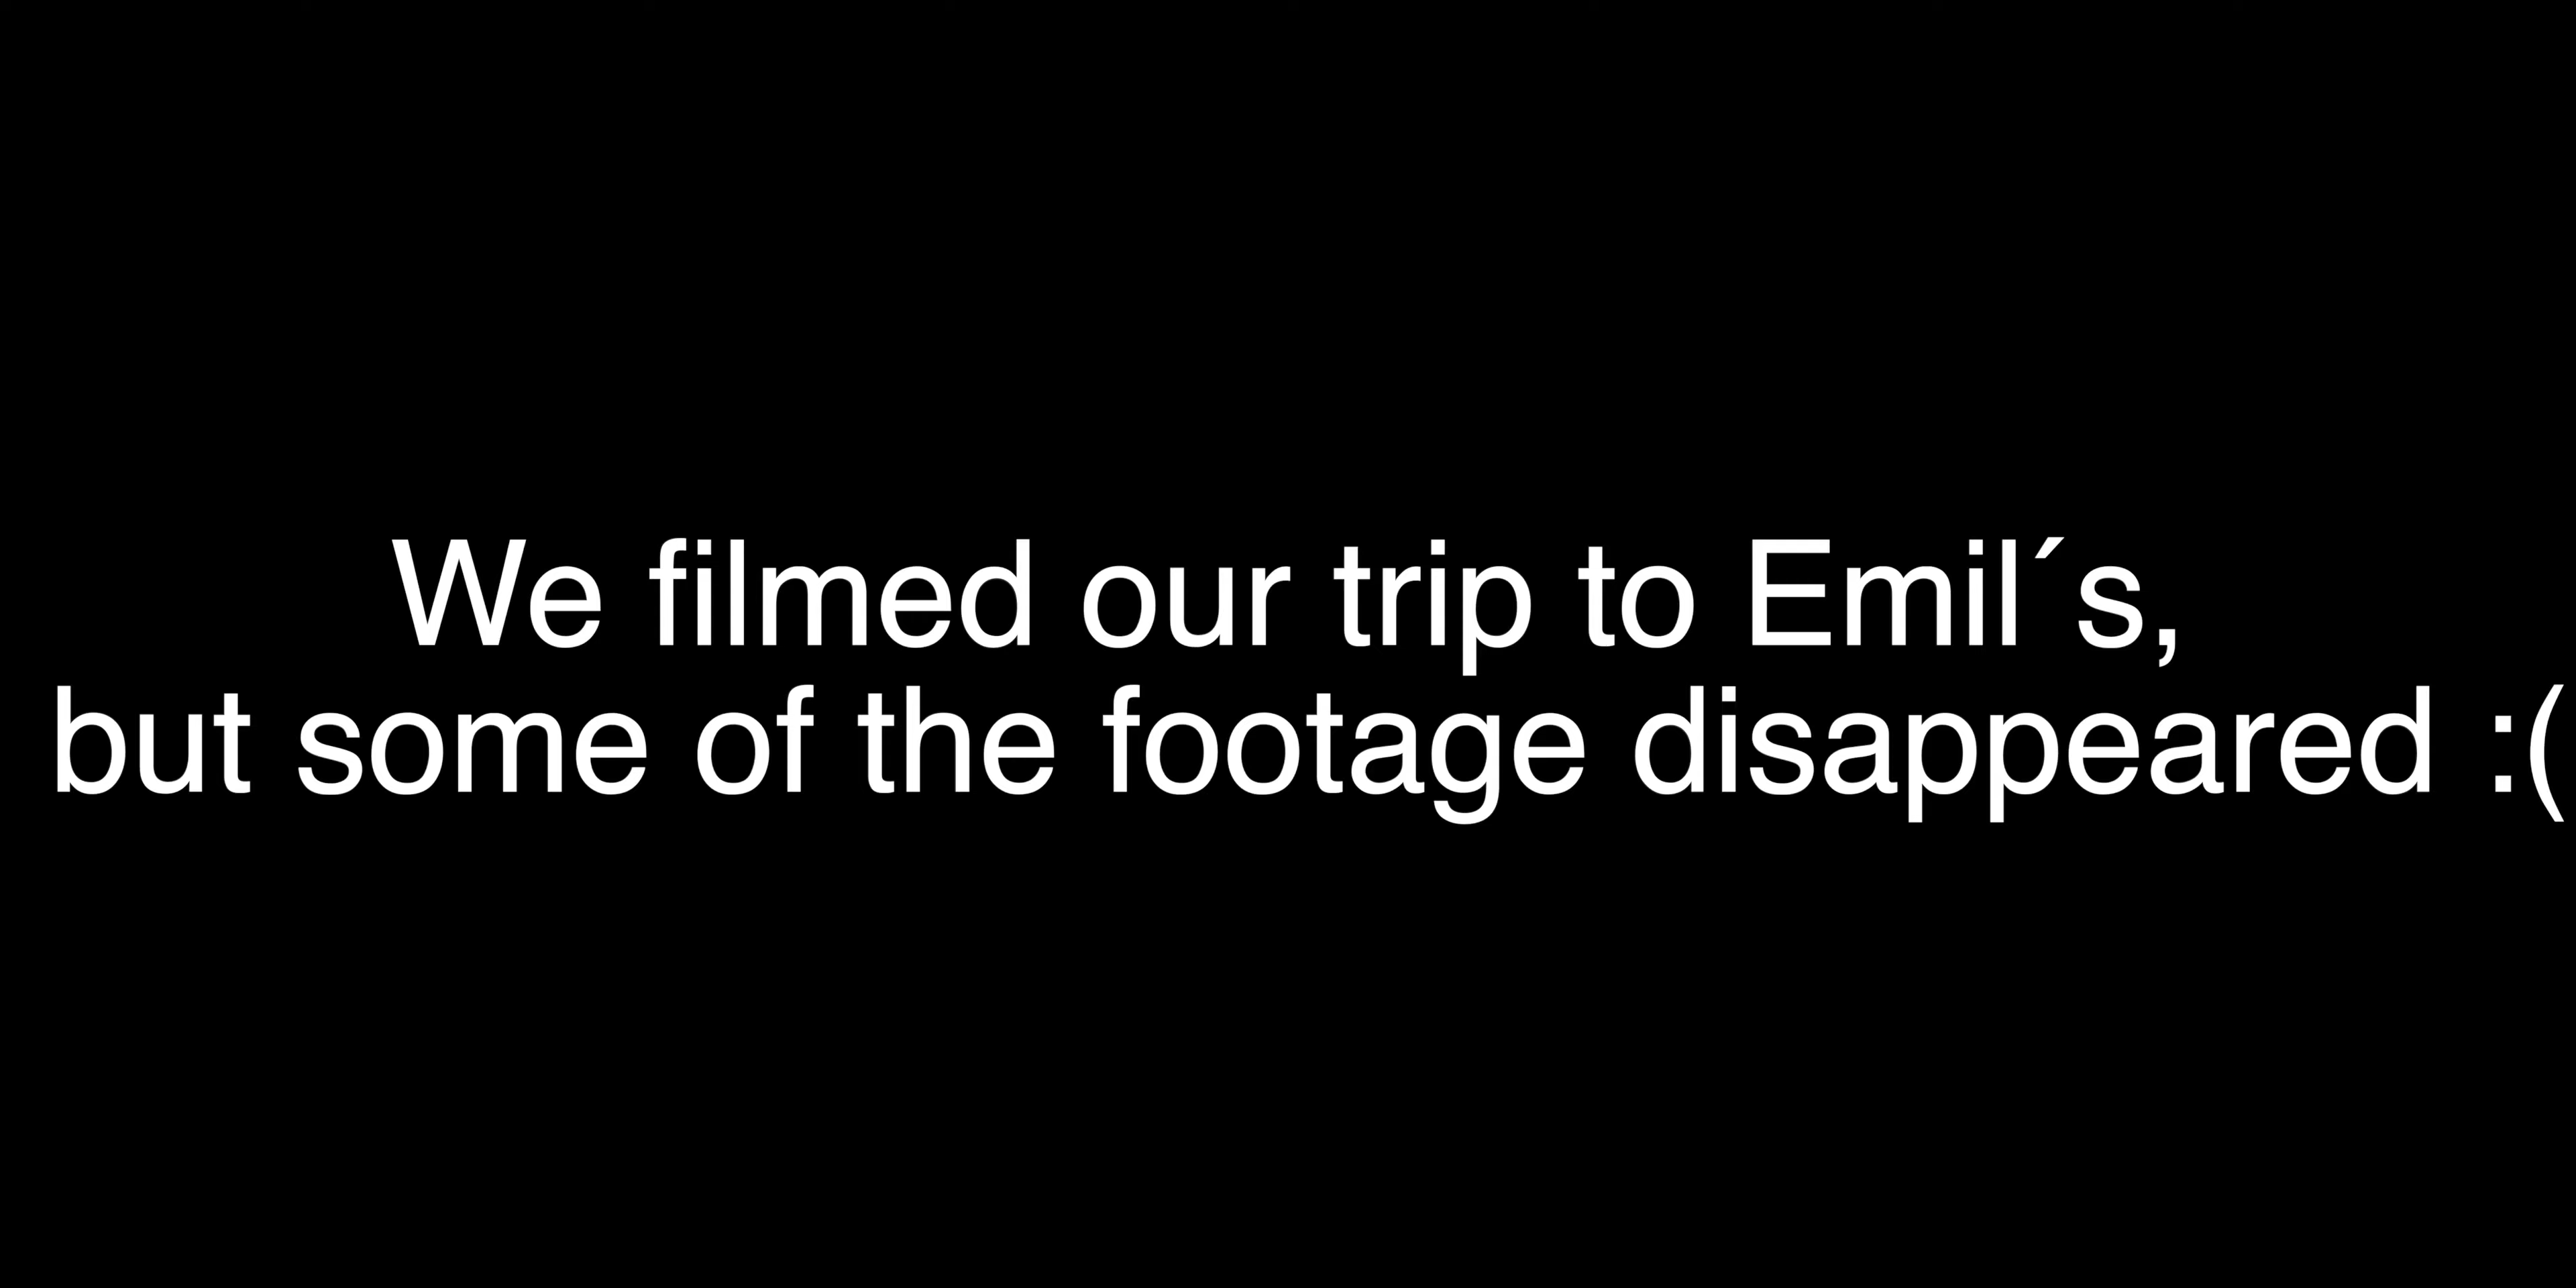 We filmed our trip to Emil´s,
but some of the footage disappeared :(